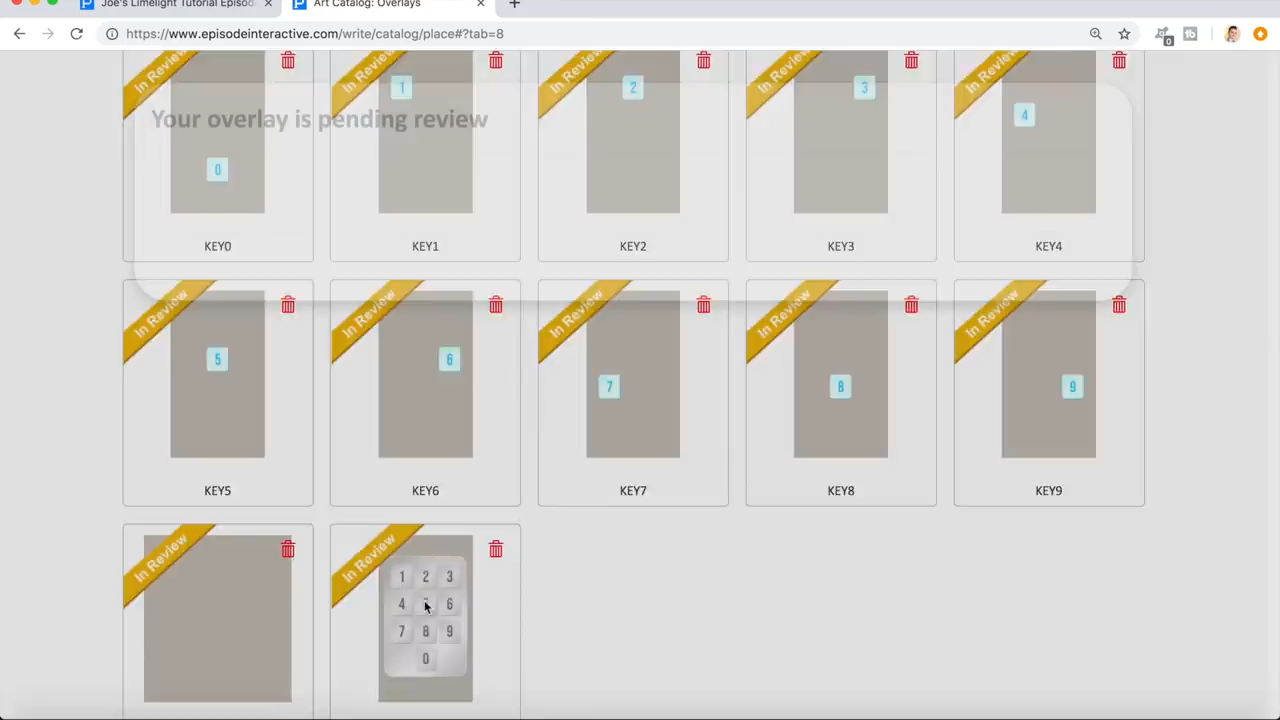 Joe's Limelight Tutorial Episod
Art Catalog: Overlays
https://www.episodeinteractive.com/write/catalog/place#?tab=8
0
In Review In Review In Review In Review In Review
1 2 3
4
Your overlay is pending review
0
KEY0 KEY1 KEY2 KEY3 KEY4
In Review In Review In Review In Review In Review
5 6
7 8 9
KEY5 KEY6 KEY7 KEY8 KEY9
In Review In Review
1 2 3
4 6
7 8 9
0